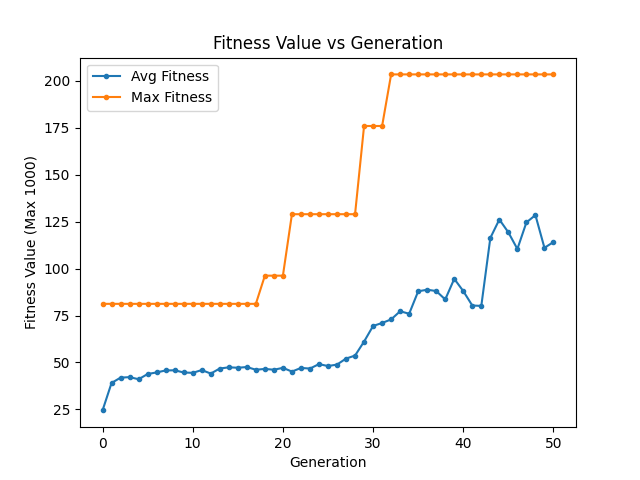 Fitness Value vs Generation
Avg Fitness
Max Fitness
200
175
150
125
100
75
50
25
Fitness Value (Max 1000)
0 10 20 30 40 50
Generation